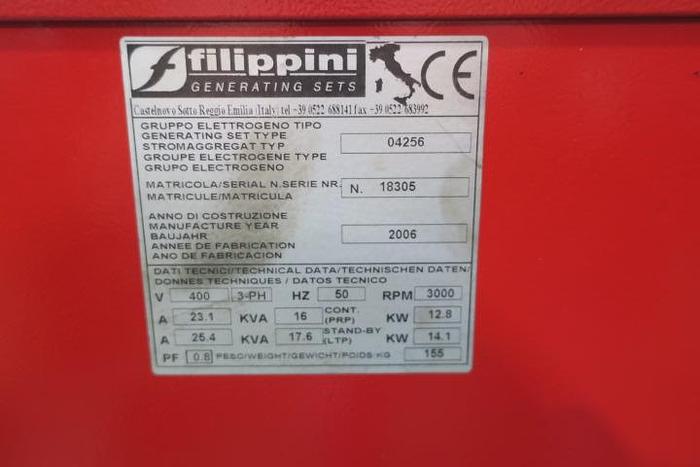 filippini
GENERATING SETS
CE
Castelnovo Sotto Reggio Emilia (Italy) tel +39 0522 688141 fax +39 0522 683992
GRUPPO ELETTROGENO TIPO
GENERATING SET TYPE
STROMAGGREGAT TYP
GROUPE ELECTROGENE TYPE
GRUPO ELECTROGENO
04256
MATRICOLA/SERIAL N.SERIE NR.
MATRICULE/MATRICULA
N. 18305
ANNO DI COSTRUZIONE
MANUFACTURE YEAR
BAUJAHR
ANNEE DE FABRICATION
ANO DE FABRICACION
2006
DATI TECNICI/TECHNICAL DATA/TECHNISCHEN DATEN/
DONNES TECHNIQUES / DATOS TECNICO
V 400 3-PH HZ 50 RPM 3000
A 23.1 KVA 16 CONT. (PRP) KW 12.8
A 25.4 KVA 17.6 STAND-BY (LTP) KW 14.1
PF 0.8 PESO/WEIGHT/GEWICHT/POIDS KG 155